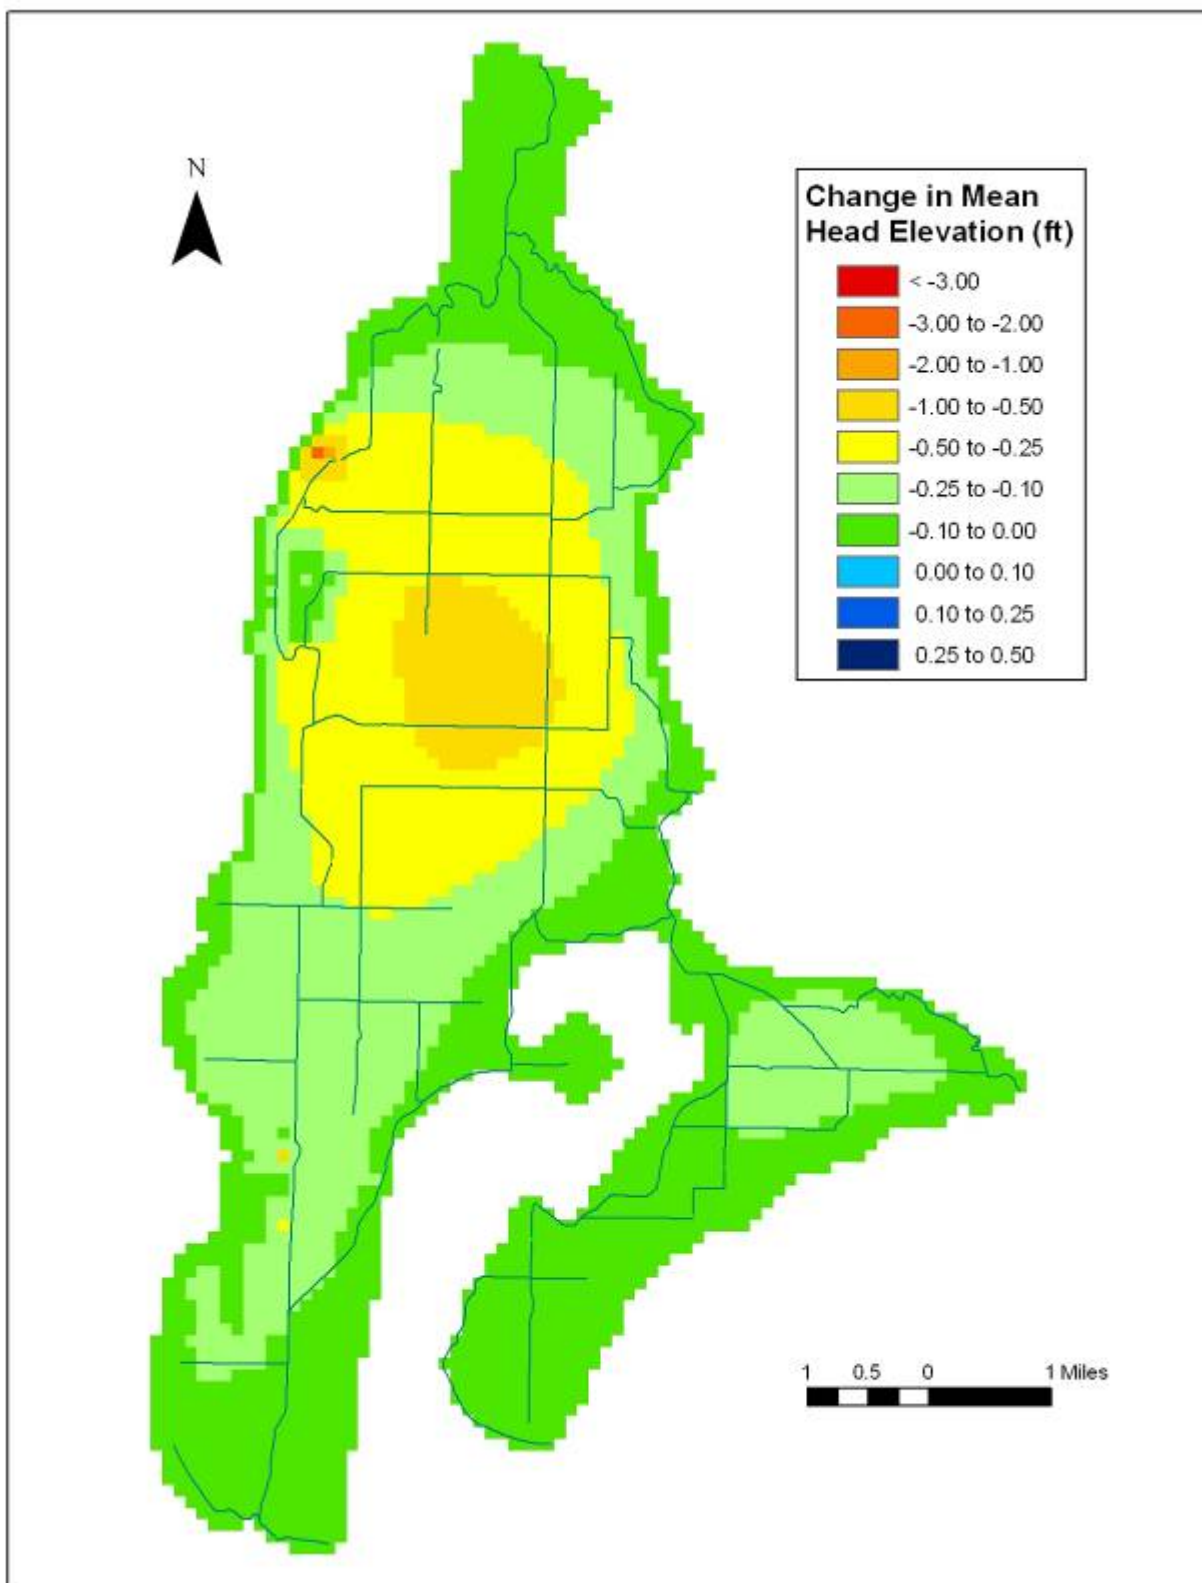 N
Change in Mean
Head Elevation (ft)
< -3.00
-3.00 to -2.00
-2.00 to -1.00
-1.00 to -0.50
-0.50 to -0.25
-0.25 to -0.10
-0.10 to 0.00
0.00 to 0.10
0.10 to 0.25
0.25 to 0.50
1 0.5 0 1 Miles